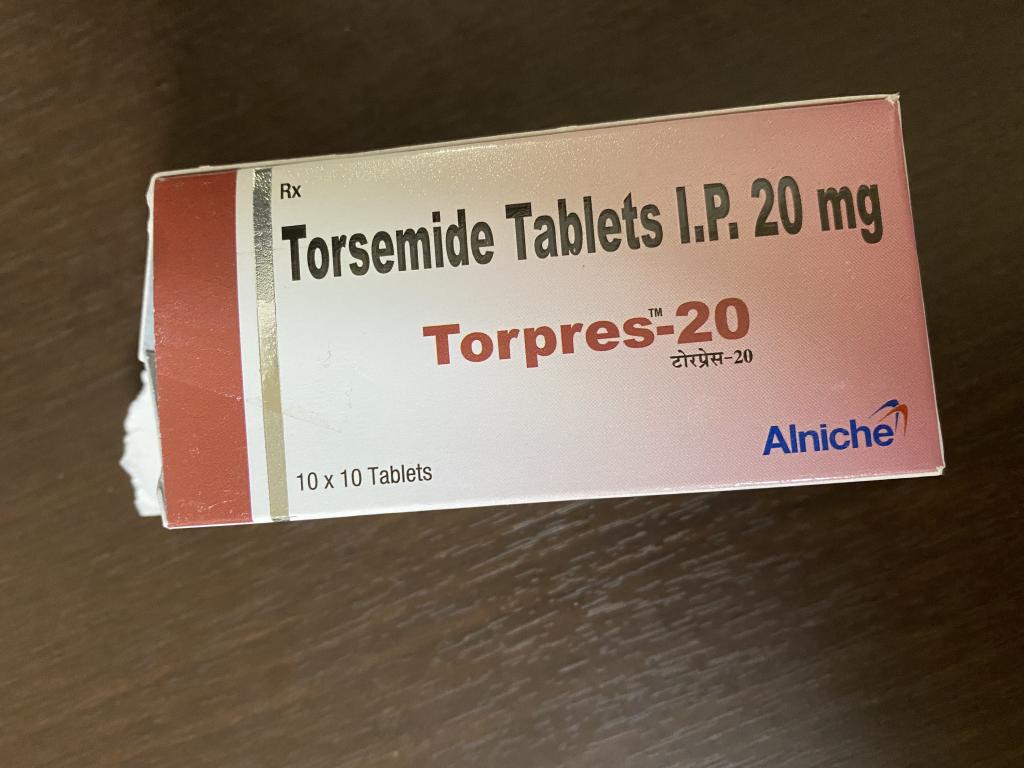 Rx
Torsemide Tablets I.P. 20 mg
Torpres™-20
टोरप्रेस-20
Alniche
10 x 10 Tablets